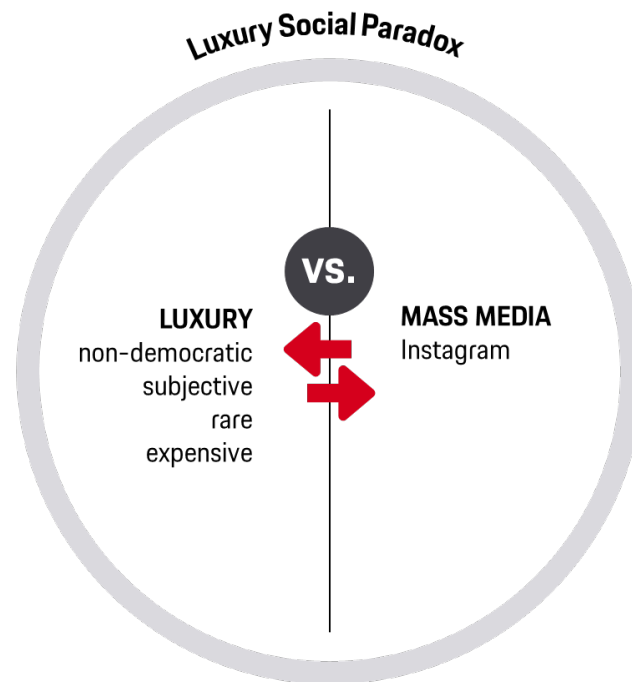 Luxury Social Paradox
VS.
LUXURY
non-democratic
subjective
rare
expensive
MASS MEDIA
Instagram